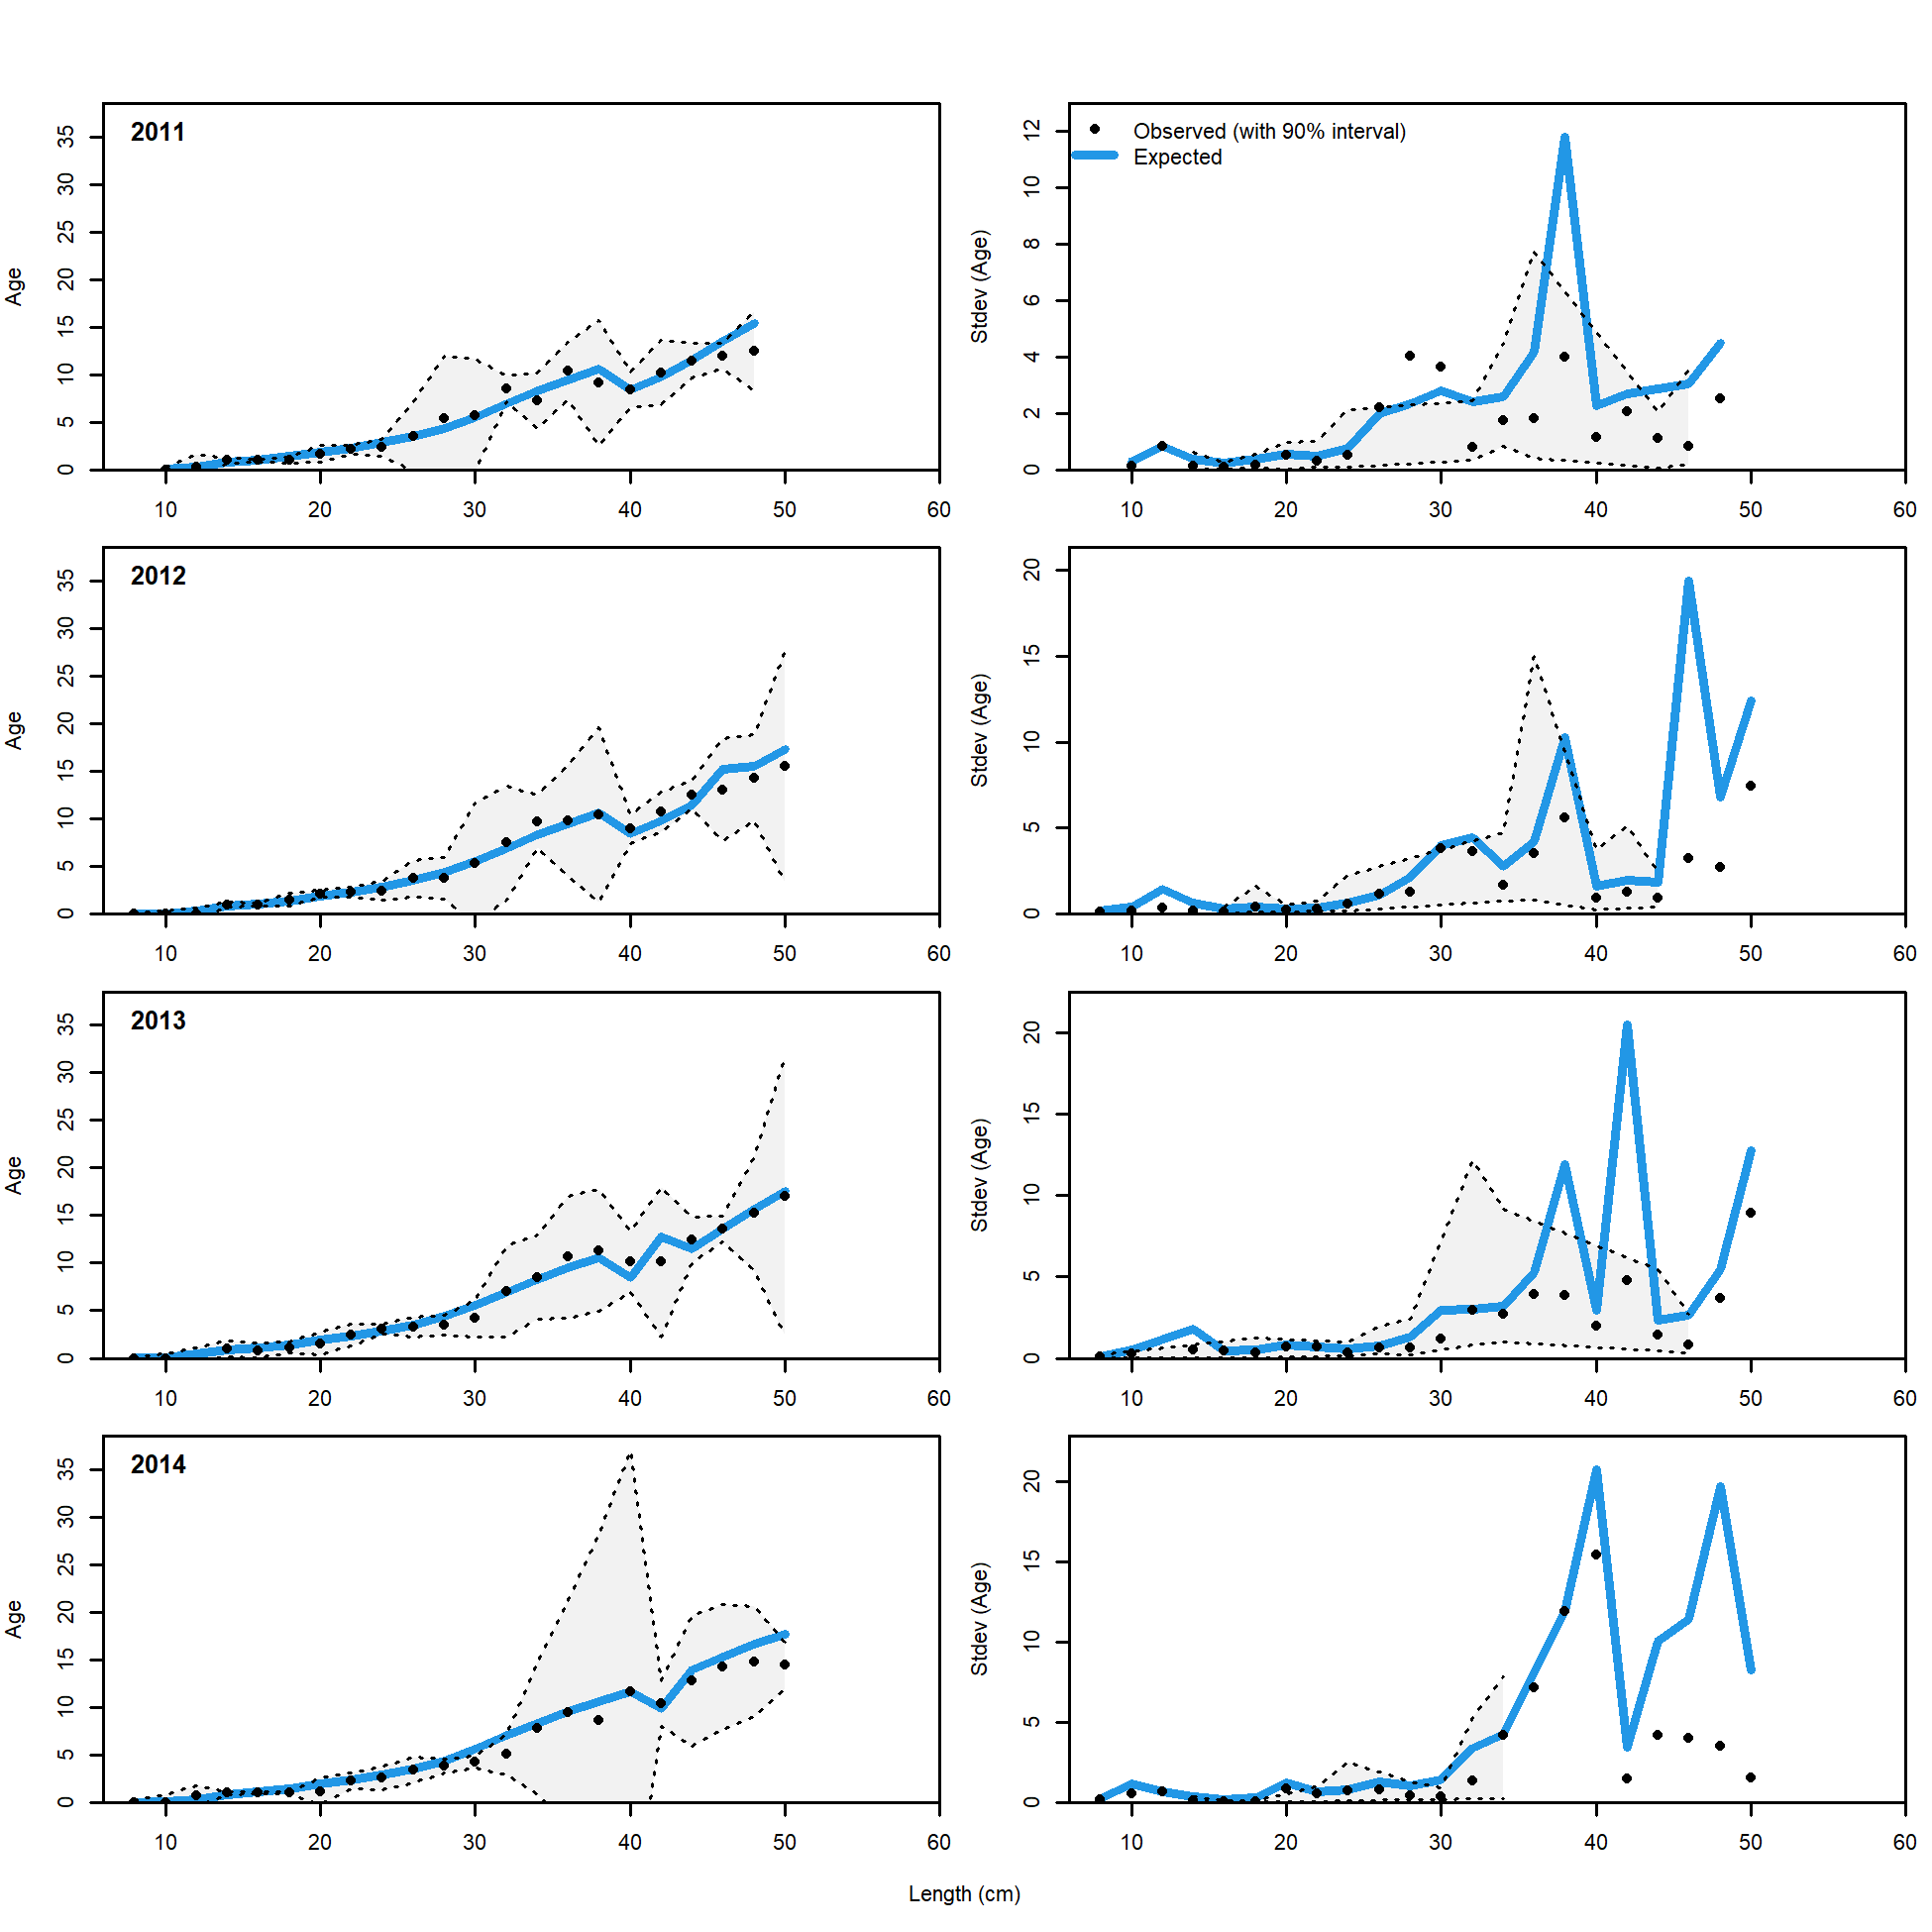 2011
Age
0 5 10 15 20 25 30 35
10 20 30 40 50 60
Observed (with 90% interval)
Expected
Stdev (Age)
0 2 4 6 8 10 12
10 20 30 40 50 60
2012
Age
0 5 10 15 20 25 30 35
10 20 30 40 50 60
Stdev (Age)
0 5 10 15 20
10 20 30 40 50 60
2013
Age
0 5 10 15 20 25 30 35
10 20 30 40 50 60
Stdev (Age)
0 5 10 15 20
10 20 30 40 50 60
2014
Age
0 5 10 15 20 25 30 35
10 20 30 40 50 60
Stdev (Age)
0 5 10 15 20
10 20 30 40 50 60
Length (cm)